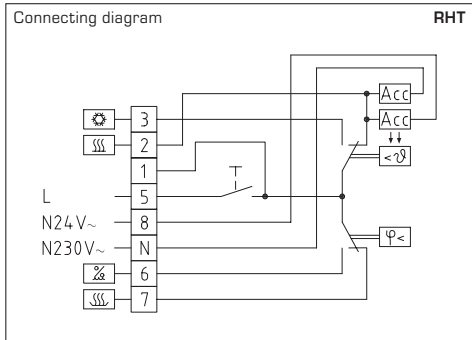 Connecting diagram RHT
Acc
3 Acc
2
1 <ϑ
L 5
N24V~ 8
N230V~ N φ<
% 6
7